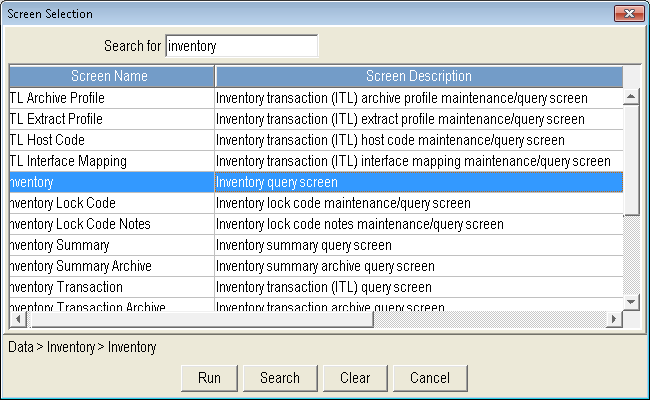 Screen Selection
Search for inventory
Screen Name Screen Description
TL Archive Profile Inventory transaction (ITL) archive profile maintenance/query screen
TL Extract Profile Inventory transaction (ITL) extract profile maintenance/query screen
TL Host Code Inventory transaction (ITL) host code maintenance/query screen
TL Interface Mapping Inventory transaction (ITL) interface mapping maintenance/query screen
nventory Inventory query screen
nventory Lock Code Inventory lock code maintenance/query screen
nventory Lock Code Notes Inventory lock code notes maintenance/query screen
nventory Summary Inventory summary query screen
nventory Summary Archive Inventory summary archive query screen
nventory Transaction Inventory transaction (ITL) query screen
nventory Transaction Archive Inventory transaction archive query screen
Data > Inventory > Inventory
Run Search Clear Cancel